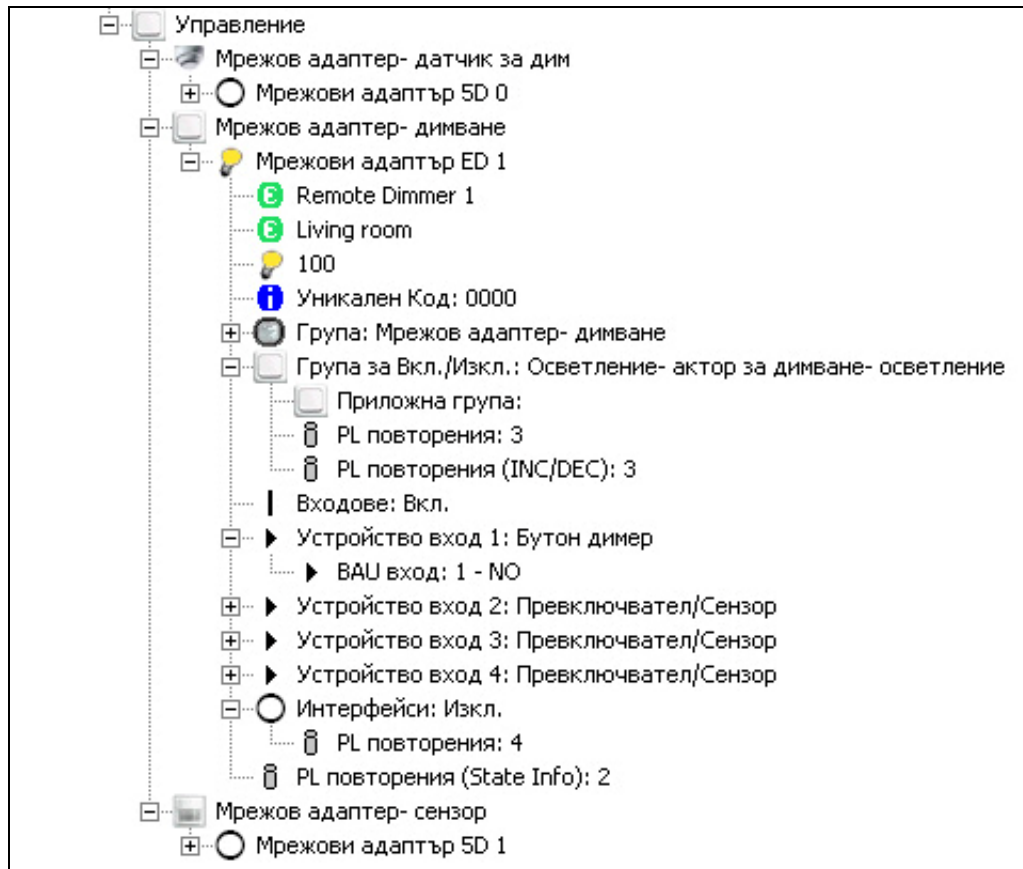 Управление
Мрежов адаптер- датчик за дим
Мрежови адаптър 5D 0
Мрежов адаптер- димване
Мрежови адаптър ED 1
Remote Dimmer 1
Living room
100
Уникален Код: 0000
Група: Мрежов адаптер- димване
Група за Вкл./Изкл.: Осветление- актор за димване- осветление
Приложна група:
PL повторения: 3
PL повторения (INC/DEC): 3
Входове: Вкл.
Устройство вход 1: Бутон димер
BAU вход: 1 - NO
Устройство вход 2: Превключвател/Сензор
Устройство вход 3: Превключвател/Сензор
Устройство вход 4: Превключвател/Сензор
Интерфейси: Изкл.
PL повторения: 4
PL повторения (State Info): 2
Мрежов адаптер- сензор
Мрежови адаптър 5D 1